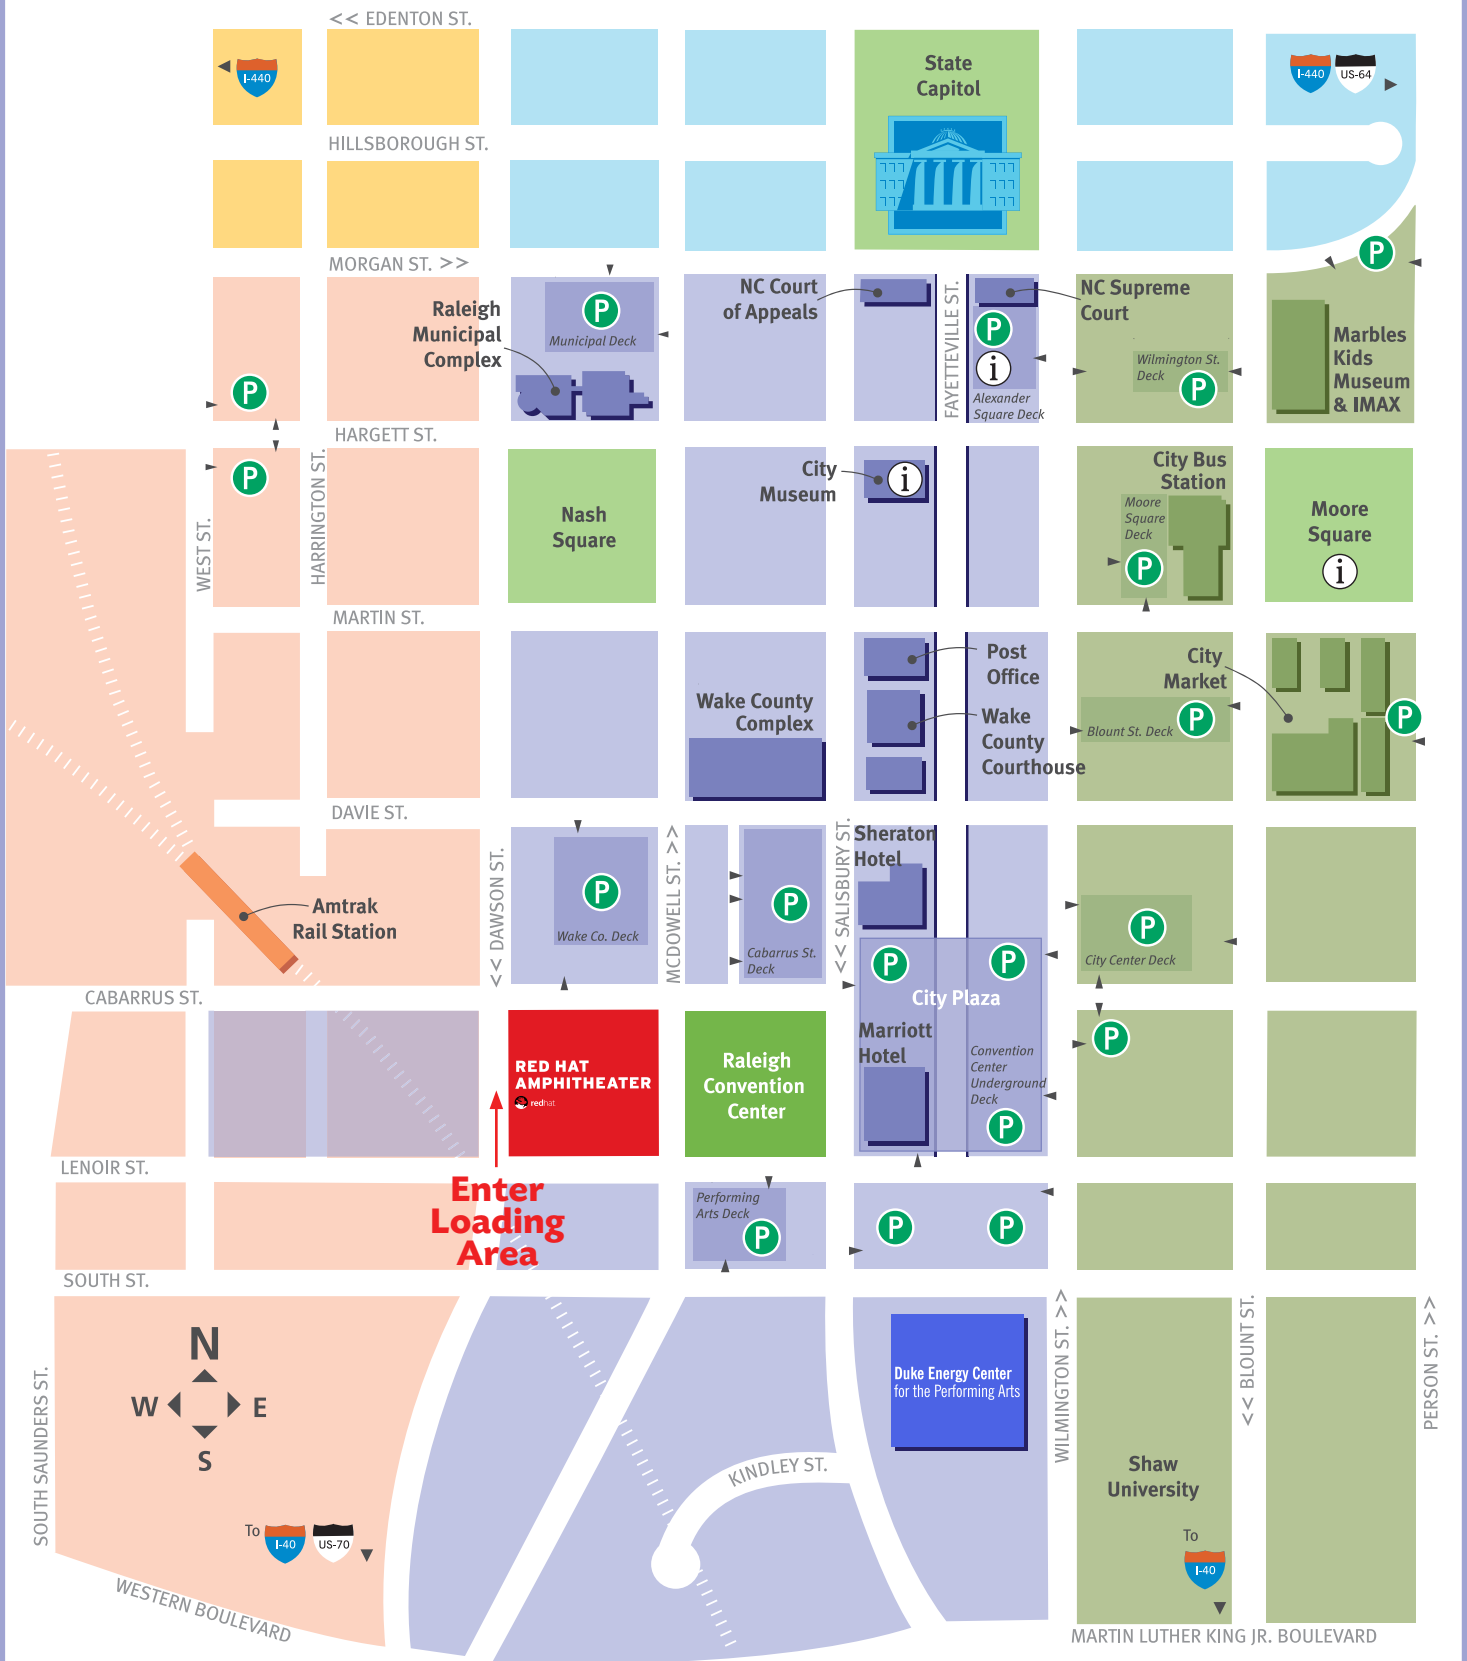 << EDENTON ST.
I-440
State
Capitol
I-440
US-64
HILLSBOROUGH ST.
MORGAN ST. >>
P
Raleigh
Municipal
Complex
P
Municipal Deck
NC Court
of Appeals
FAYETTEVILLE ST.
P
i
Alexander
Square Deck
NC Supreme
Court
Wilmington St.
Deck
P
Marbles
Kids
Museum
& IMAX
P
HARGETT ST.
P
WEST ST.
HARRINGTON ST.
Nash
Square
City
Museum
i
City Bus
Station
Moore
Square
Deck
P
Moore
Square
i
MARTIN ST.
Wake County
Complex
Post
Office
Wake
County
Courthouse
City
Market
Blount St. Deck
P
P
DAVIE ST.
Amtrak
Rail Station
<< DAWSON ST.
P
Wake Co. Deck
MCDOWELL ST. >>
P
Cabarrus St.
Deck
<< SALISBURY ST.
Sheraton
Hotel
P
P
City Plaza
P
City Center Deck
CABARRUS ST.
RED HAT
AMPHITHEATER
redhat
Raleigh
Convention
Center
Marriott
Hotel
Convention
Center
Underground
Deck
P
P
LENOIR ST.
Enter
Loading
Area
Performing
Arts Deck
P
P
P
SOUTH ST.
N
W
E
S
SOUTH SAUNDERS ST.
To
I-40
US-70
WESTERN BOULEVARD
KINDLEY ST.
Duke Energy Center
for the Performing Arts
WILMINGTON ST. >>
Shaw
University
To
I-40
<< BLOUNT ST.
PERSON ST. >>
MARTIN LUTHER KING JR. BOULEVARD